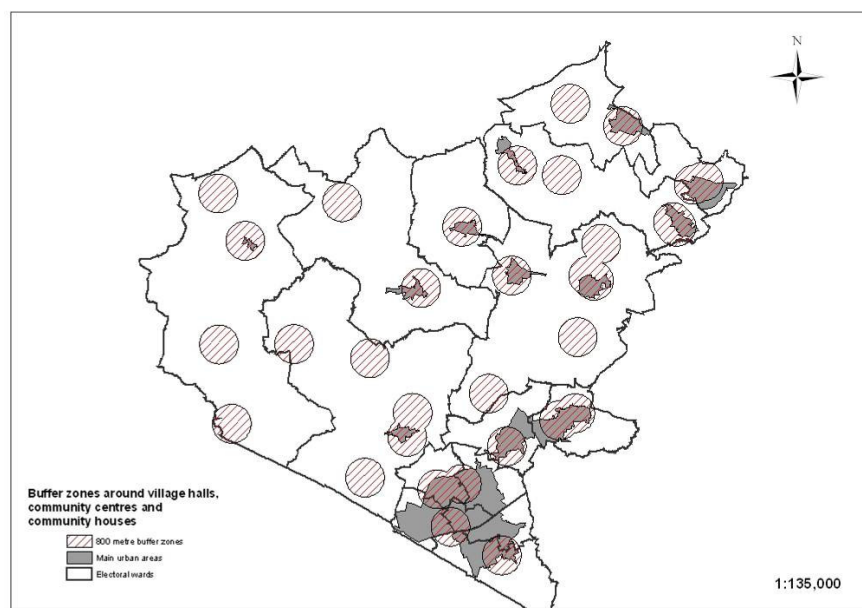 N
Buffer zones around village halls,
community centres and
community houses
800 metre buffer zones
Main urban areas
Electoral wards
1:135,000